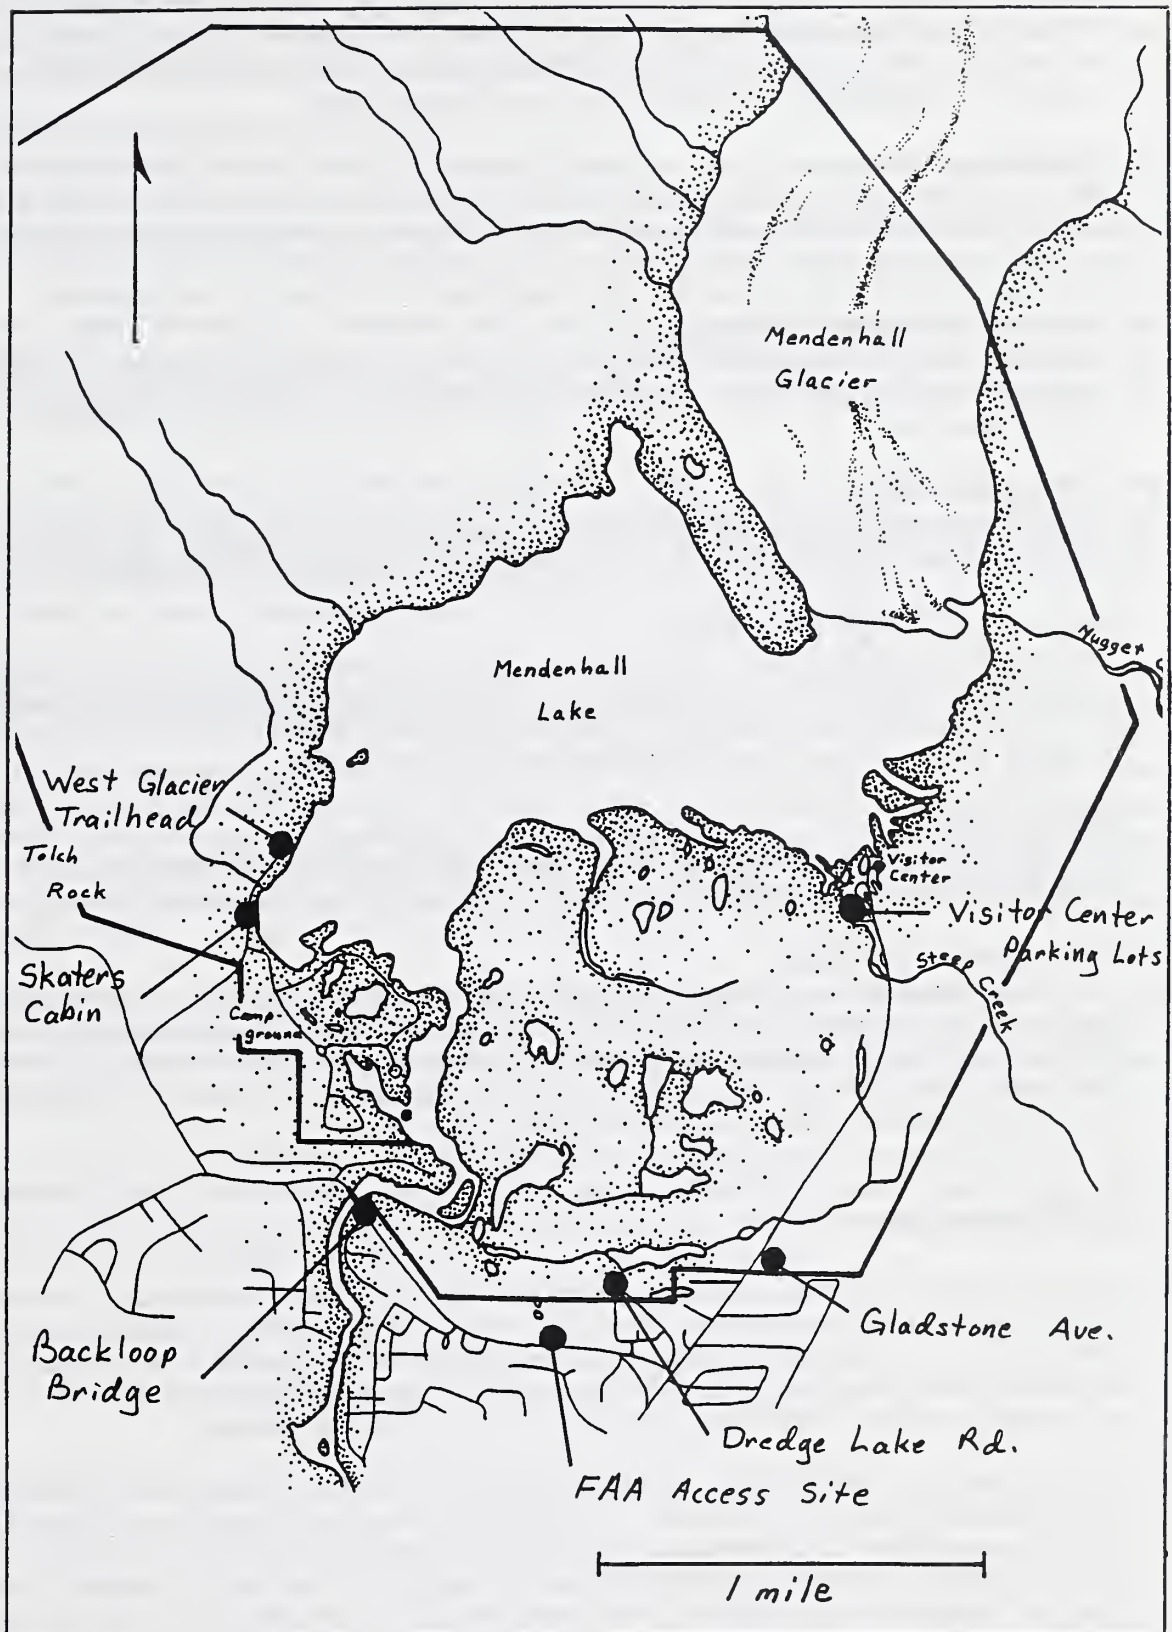 Mendenhall
Glacier
Nugget
Mendenhall
Lake
West Glacier
Trailhead
Tolch
Rock
Visitor
Center
Visitor Center
Parking Lots
Steep
Creek
Skaters
Cabin
Camp-
ground
Gladstone Ave.
Backloop
Bridge
Dredge Lake Rd.
FAA Access Site
1 mile